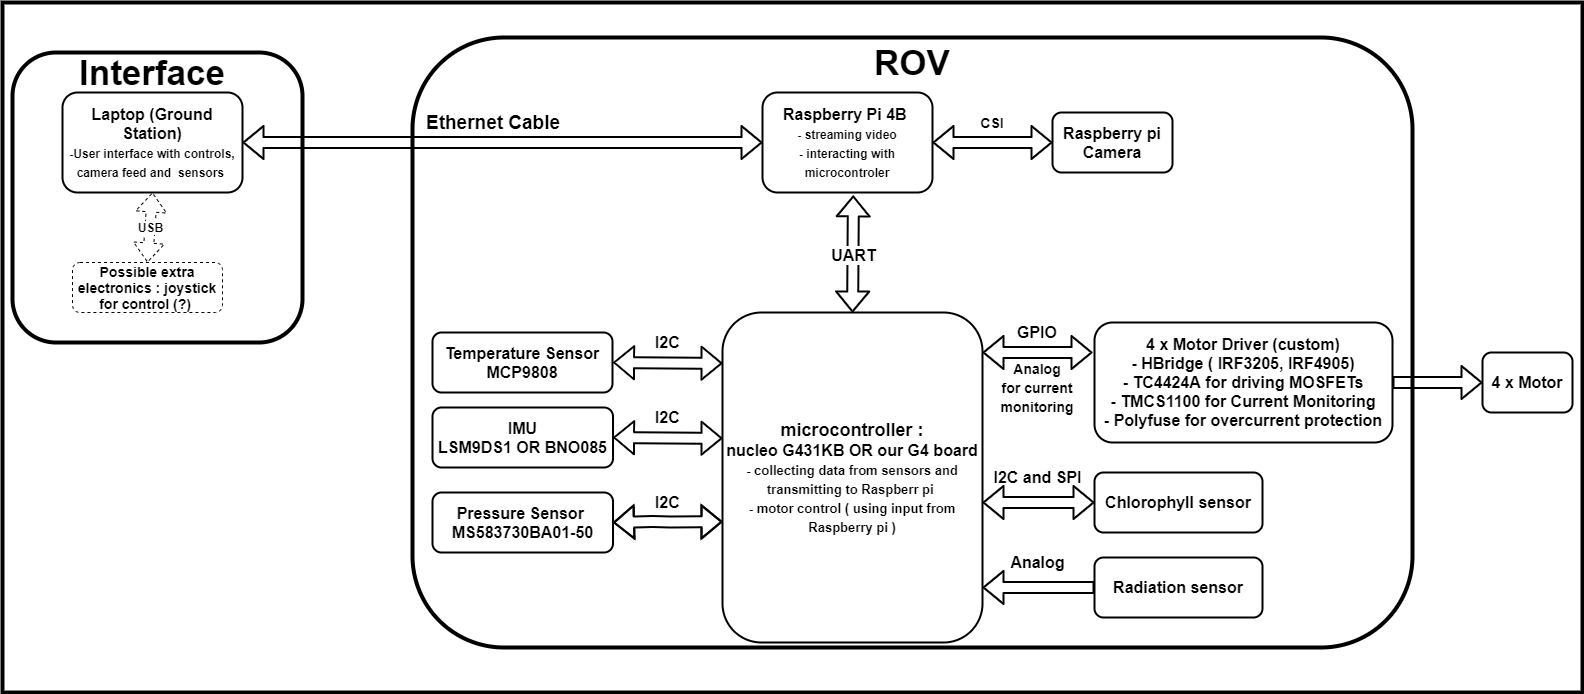 Interface
Laptop (Ground
Station)
-User interface with controls,
camera feed and sensors
USB
Possible extra
electronics : joystick
for control (?)
Ethernet Cable
ROV
Raspberry Pi 4B
- streaming video
- interacting with
microcontroler
CSI
Raspberry pi
Camera
UART
Temperature Sensor
MCP9808
I2C
IMU
LSM9DS1 OR BNO085
I2C
Pressure Sensor
MS583730BA01-50
I2C
microcontroller :
nucleo G431KB OR our G4 board
- collecting data from sensors and
transmitting to Raspberr pi
- motor control ( using input from
Raspberry pi )
GPIO
Analog
for current
monitoring
4 x Motor Driver (custom)
- HBridge ( IRF3205, IRF4905)
- TC4424A for driving MOSFETs
- TMCS1100 for Current Monitoring
- Polyfuse for overcurrent protection
4 x Motor
I2C and SPI
Chlorophyll sensor
Analog
Radiation sensor